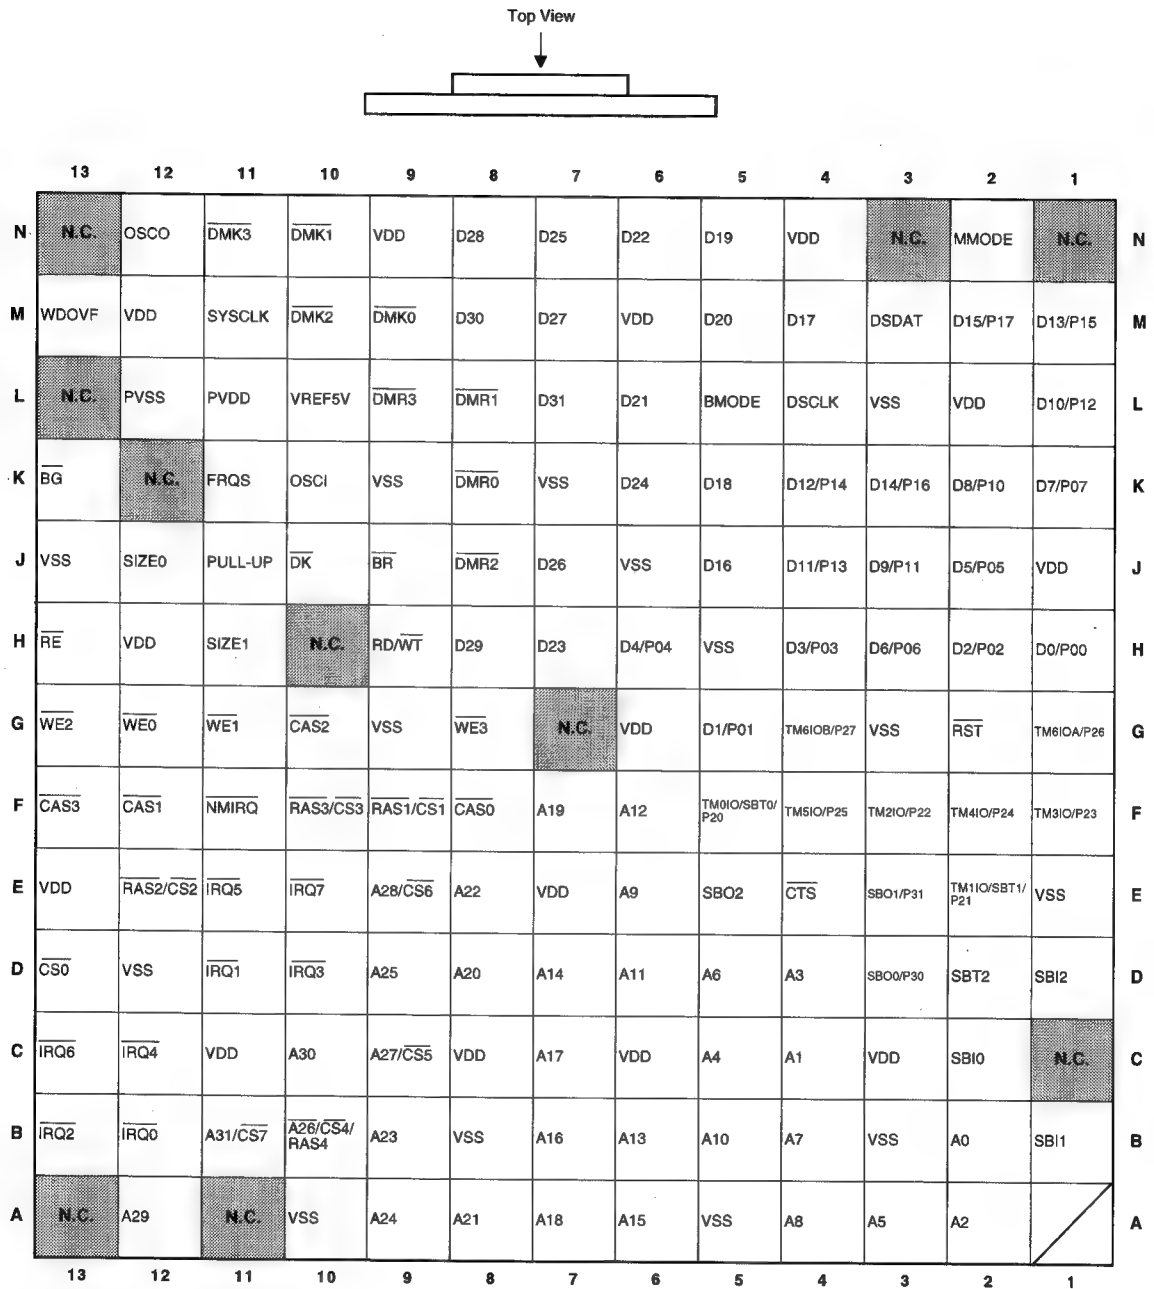 Top View
13 12 11 10 9 8 7 6 5 4 3 2 1
N N.C. OSCO DMK3 DMK1 VDD D28 D25 D22 D19 VDD N.C. MMODE N.C. N
M WDOVF VDD SYSCLK DMK2 DMK0 D30 D27 VDD D20 D17 DSDAT D15/P17 D13/P15 M
L N.C. PVSS PVDD VREF5V DMR3 DMR1 D31 D21 BMODE DSCLK VSS VDD D10/P12 L
K BG N.C. FRQS OSCI VSS DMR0 VSS D24 D18 D12/P14 D14/P16 D8/P10 D7/P07 K
J VSS SIZE0 PULL-UP DK BR DMR2 D26 VSS D16 D11/P13 D9/P11 D5/P05 VDD J
H RE VDD SIZE1 N.C. RD/WT D29 D23 D4/P04 VSS D3/P03 D6/P06 D2/P02 D0/P00 H
G WE2 WE0 WE1 CAS2 VSS WE3 N.C. VDD D1/P01 TM6IOB/P27 VSS RST TM6IOA/P26 G
F CAS3 CAS1 NMIRQ RAS3/CS3 RAS1/CS1 CAS0 A19 A12 TM0IO/SBT0/
P20 TM5IO/P25 TM2IO/P22 TM4IO/P24 TM3IO/P23 F
E VDD RAS2/CS2 IRQ5 IRQ7 A28/CS6 A22 VDD A9 SBO2 CTS SBO1/P31 TM1IO/SBT1/
P21 VSS E
D CS0 VSS IRQ1 IRQ3 A25 A20 A14 A11 A6 A3 SBO0/P30 SBT2 SBI2 D
C IRQ6 IRQ4 VDD A30 A27/CS5 VDD A17 VDD A4 A1 VDD SBI0 N.C. C
B IRQ2 IRQ0 A31/CS7 A26/CS4/
RAS4 A23 VSS A16 A13 A10 A7 VSS A0 SBI1 B
A N.C. A29 N.C. VSS A24 A21 A18 A15 VSS A8 A5 A2 A
13 12 11 10 9 8 7 6 5 4 3 2 1